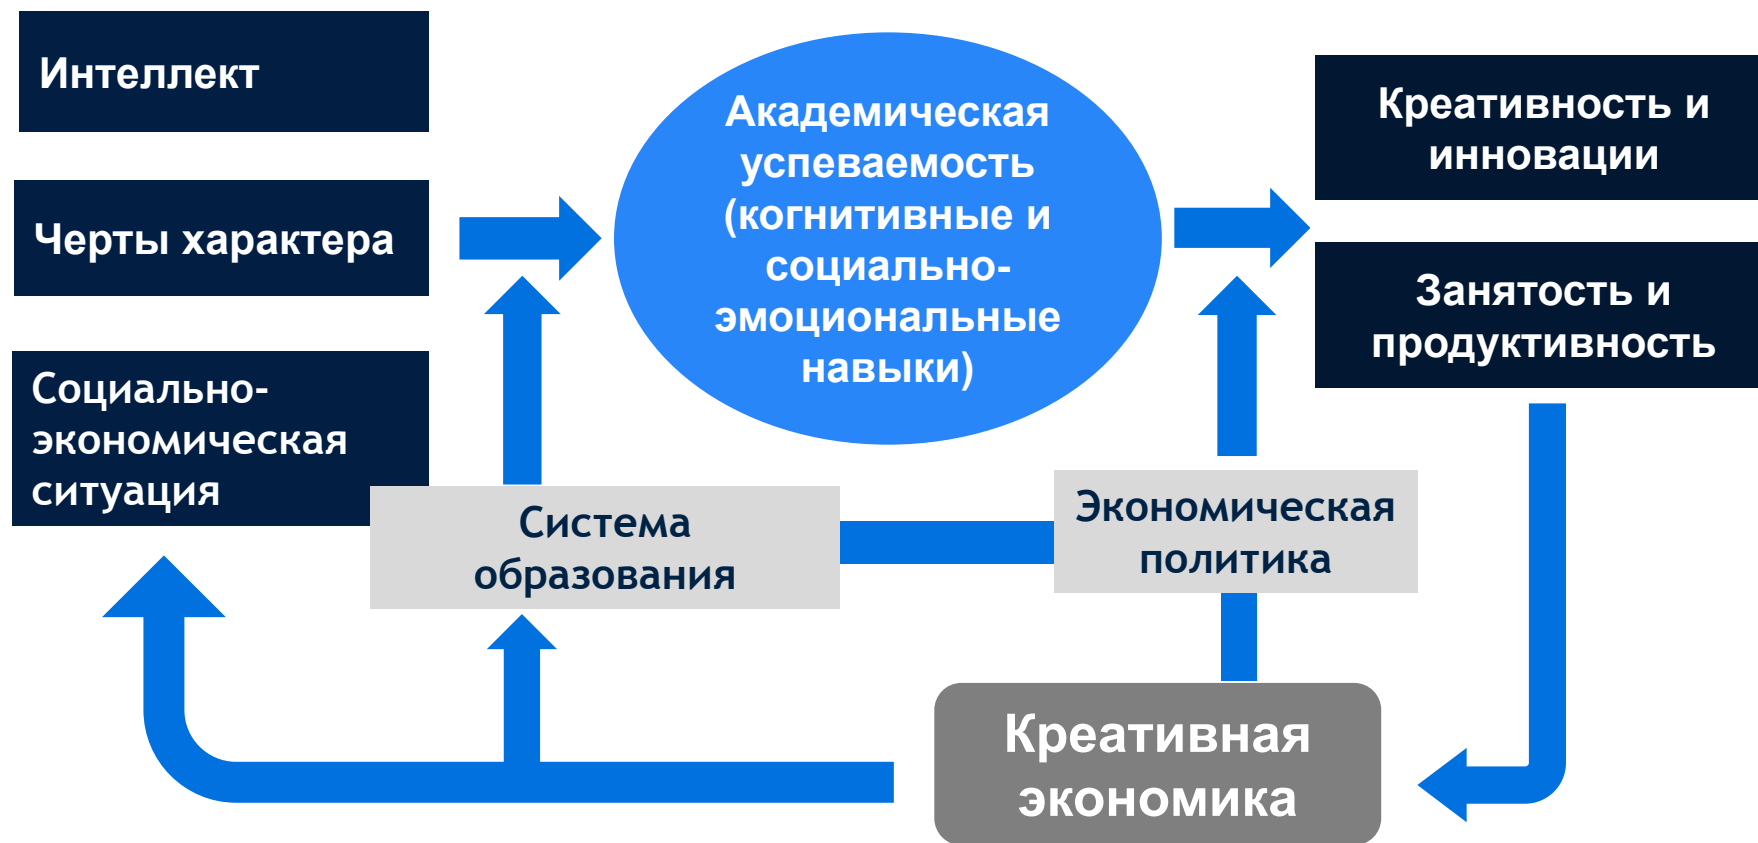 Интеллект
Черты характера
Социально-
экономическая
ситуация
Академическая
успеваемость
(когнитивные и
социально-
эмоциональные
навыки)
Креативность и
инновации
Занятость и
продуктивность
Система
образования
Экономическая
политика
Креативная
экономика